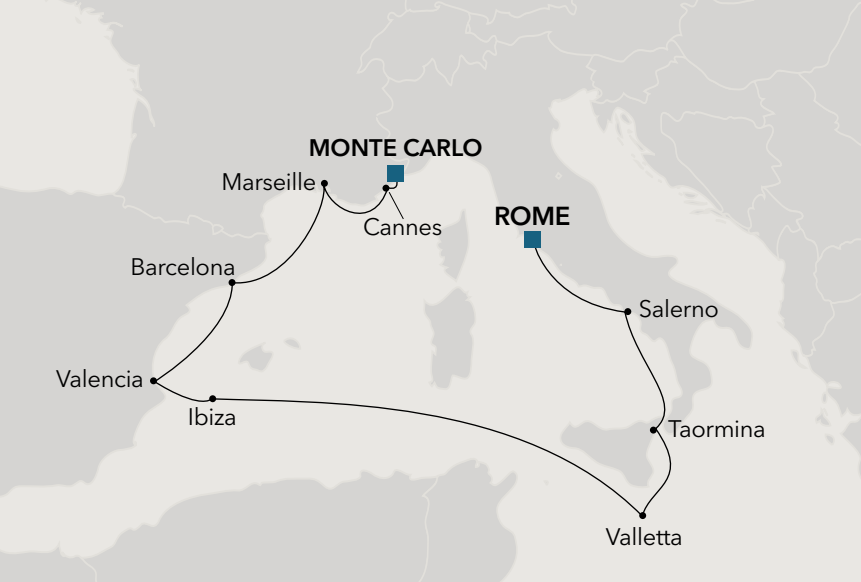 MONTE CARLO
Marseille
Cannes
ROME
Barcelona
Salerno
Valencia
Ibiza
Taormina
Valletta